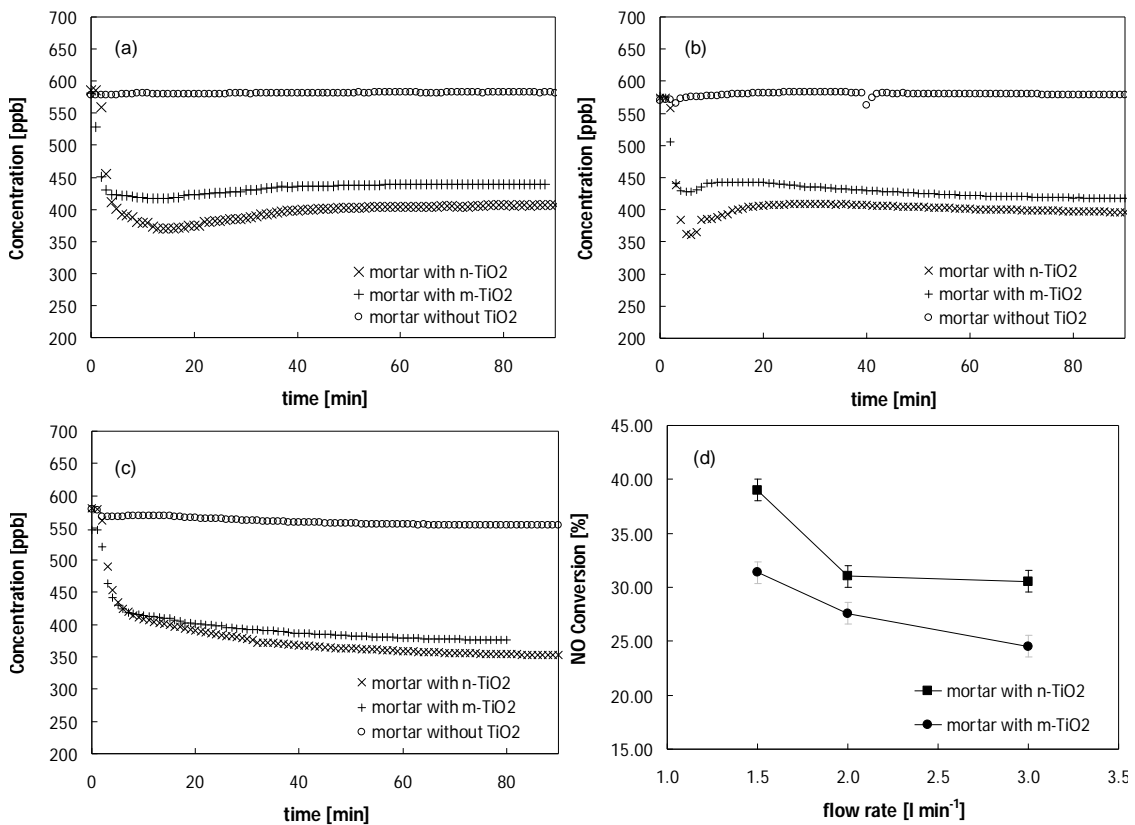 (a)
700
650
600
550
500
450
400
350
300
250
200
Concentration [ppb]
0 20 40 60 80
time [min]
× mortar with n-TiO2
+ mortar with m-TiO2
○ mortar without TiO2
(b)
700
650
600
550
500
450
400
350
300
250
200
Concentration [ppb]
0 20 40 60 80
time [min]
× mortar with n-TiO2
+ mortar with m-TiO2
○ mortar without TiO2
(c)
700
650
600
550
500
450
400
350
300
250
200
Concentration [ppb]
0 20 40 60 80
time [min]
× mortar with n-TiO2
+ mortar with m-TiO2
○ mortar without TiO2
(d)
45.00
40.00
35.00
30.00
25.00
20.00
15.00
NO Conversion [%]
1.0 1.5 2.0 2.5 3.0 3.5
flow rate [l min⁻¹]
mortar with n-TiO2
mortar with m-TiO2